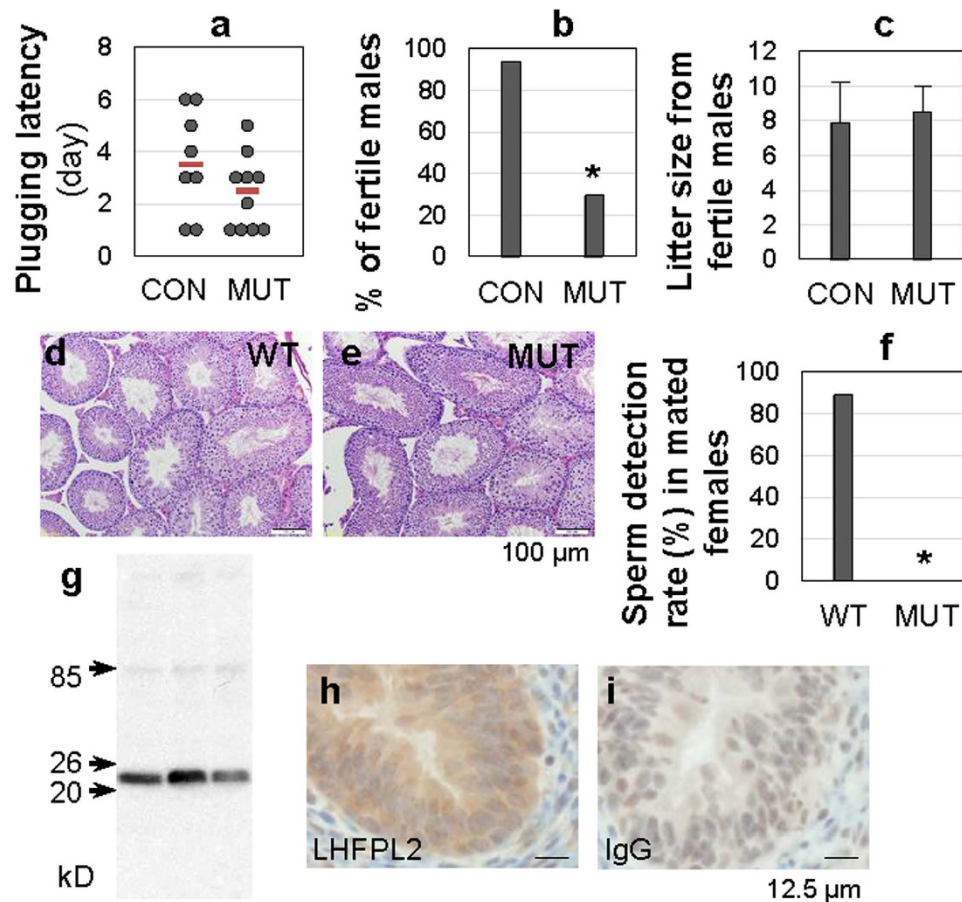 a
Plugging latency
(day)
8
6
4
2
0
CON MUT
b
% of fertile males
100
80
60
40
20
0
*
CON MUT
c
Litter size from
fertile males
12
10
8
6
4
2
0
CON MUT
d
WT
e
MUT
100 µm
f
Sperm detection
rate (%) in mated
females
100
80
60
40
20
0
*
WT MUT
g
85
26
20
kD
h
LHFPL2
i
IgG
12.5 µm